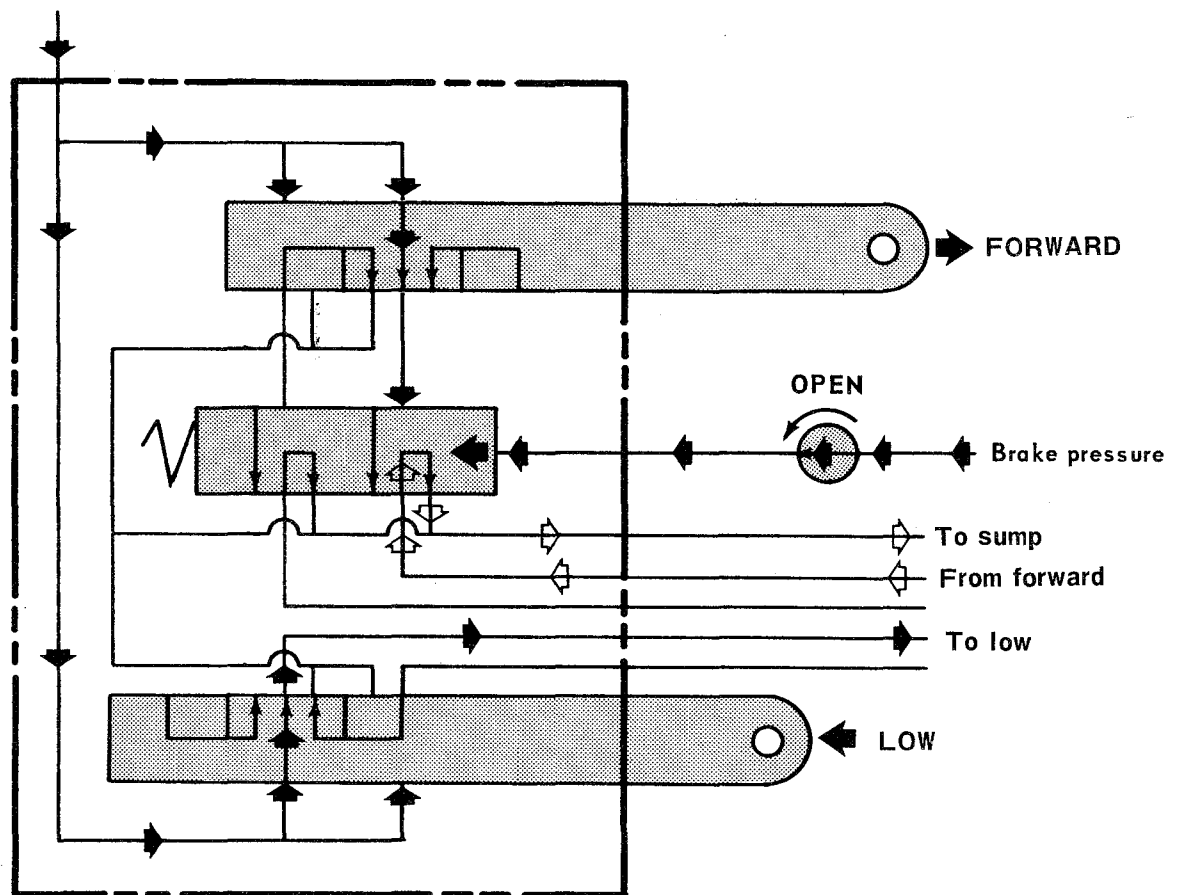 FORWARD
OPEN
Brake pressure
To sump
From forward
To low
LOW